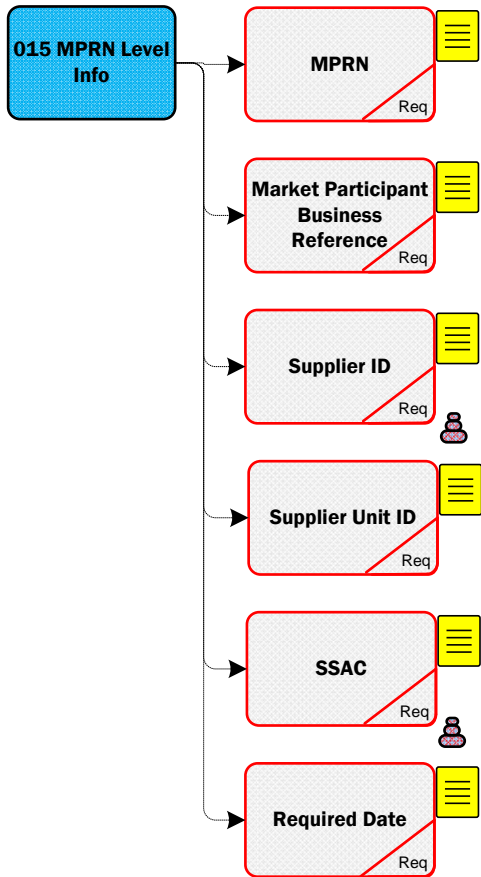 015 MPRN Level
Info
MPRN
Req
Market Participant
Business
Reference
Req
Supplier ID
Req
Supplier Unit ID
Req
SSAC
Req
Required Date
Req